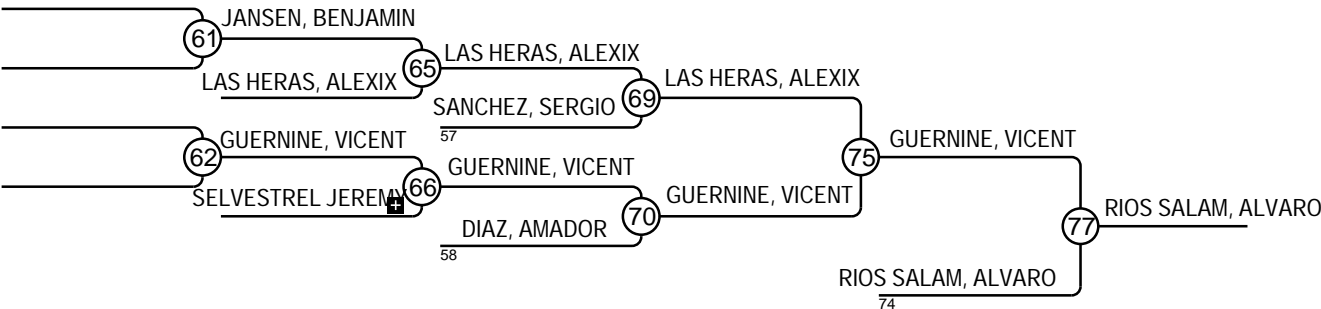 JANSEN, BENJAMIN
61
LAS HERAS, ALEXIX
65
LAS HERAS, ALEXIX
LAS HERAS, ALEXIX
SANCHEZ, SERGIO
69
57
GUERNINE, VICENT
62
GUERNINE, VICENT
75
GUERNINE, VICENT
SELVESTREL JEREMY
66
GUERNINE, VICENT
DIAZ, AMADOR
70
58
RIOS SALAM, ALVARO
77
RIOS SALAM, ALVARO
74